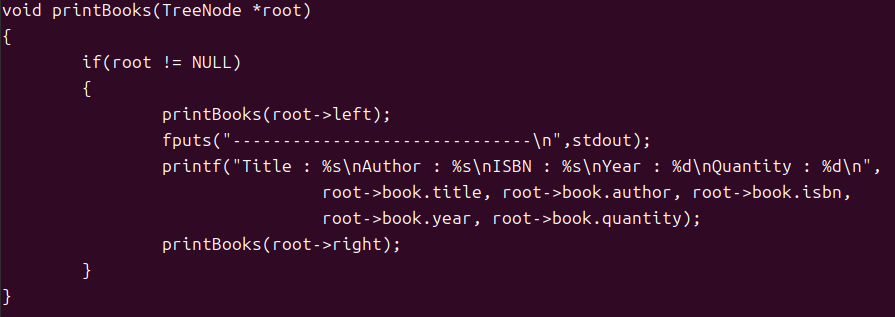 void printBooks(TreeNode *root)
{
        if(root != NULL)
        {
                printBooks(root->left);
                fputs("------------------------------\n",stdout);
                printf("Title : %s\nAuthor : %s\nISBN : %s\nYear : %d\nQuantity : %d\n",
                                root->book.title, root->book.author, root->book.isbn,
                                root->book.year, root->book.quantity);
                printBooks(root->right);
        }
}